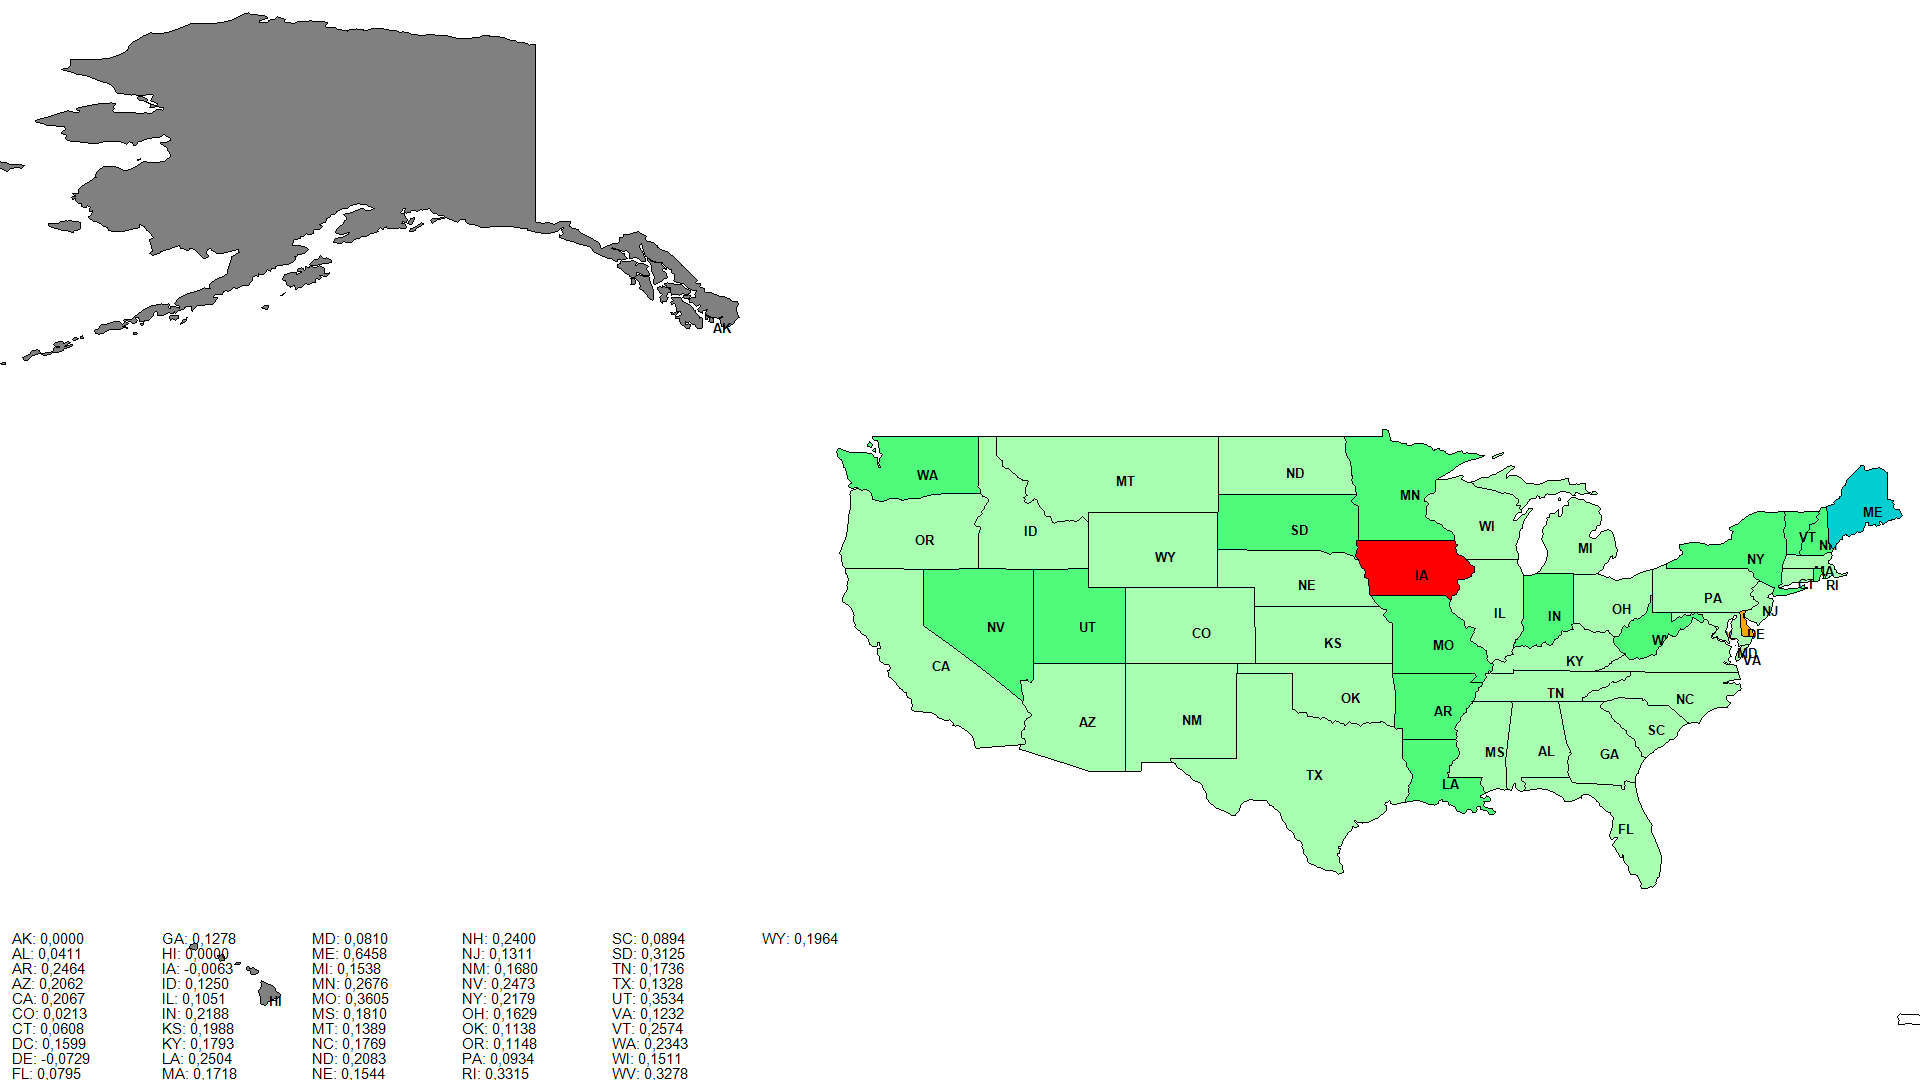 AK
WA
MT
ND
MN
ME
OR
ID
SD
WI
VT
NH
WY
IA
MI
NY
MA
NE
CT
RI
NV
UT
CO
KS
MO
IL
IN
OH
PA
NJ
DE
CA
KY
WV
MD
VA
AZ
NM
OK
AR
TN
NC
SC
TX
MS
AL
GA
LA
FL
HI
AK: 0,0000 GA: 0,1278 MD: 0,0810 NH: 0,2400 SC: 0,0894 WY: 0,1964
AL: 0,0411 HI: 0,0000 ME: 0,6458 NJ: 0,1311 SD: 0,3125
AR: 0,2464 IA: -0,0063 MI: 0,1538 NM: 0,1680 TN: 0,1736
AZ: 0,2062 ID: 0,1250 MN: 0,2676 NV: 0,2473 TX: 0,1328
CA: 0,2067 IL: 0,1051 MO: 0,3605 NY: 0,2179 UT: 0,3534
CO: 0,0213 IN: 0,2188 MS: 0,1810 OH: 0,1629 VA: 0,1232
CT: 0,0608 KS: 0,1988 MT: 0,1389 OK: 0,1138 VT: 0,2574
DC: 0,1599 KY: 0,1793 NC: 0,1769 OR: 0,1148 WA: 0,2343
DE: -0,0729 LA: 0,2504 ND: 0,2083 PA: 0,0934 WI: 0,1511
FL: 0,0795 MA: 0,1718 NE: 0,1544 RI: 0,3315 WV: 0,3278